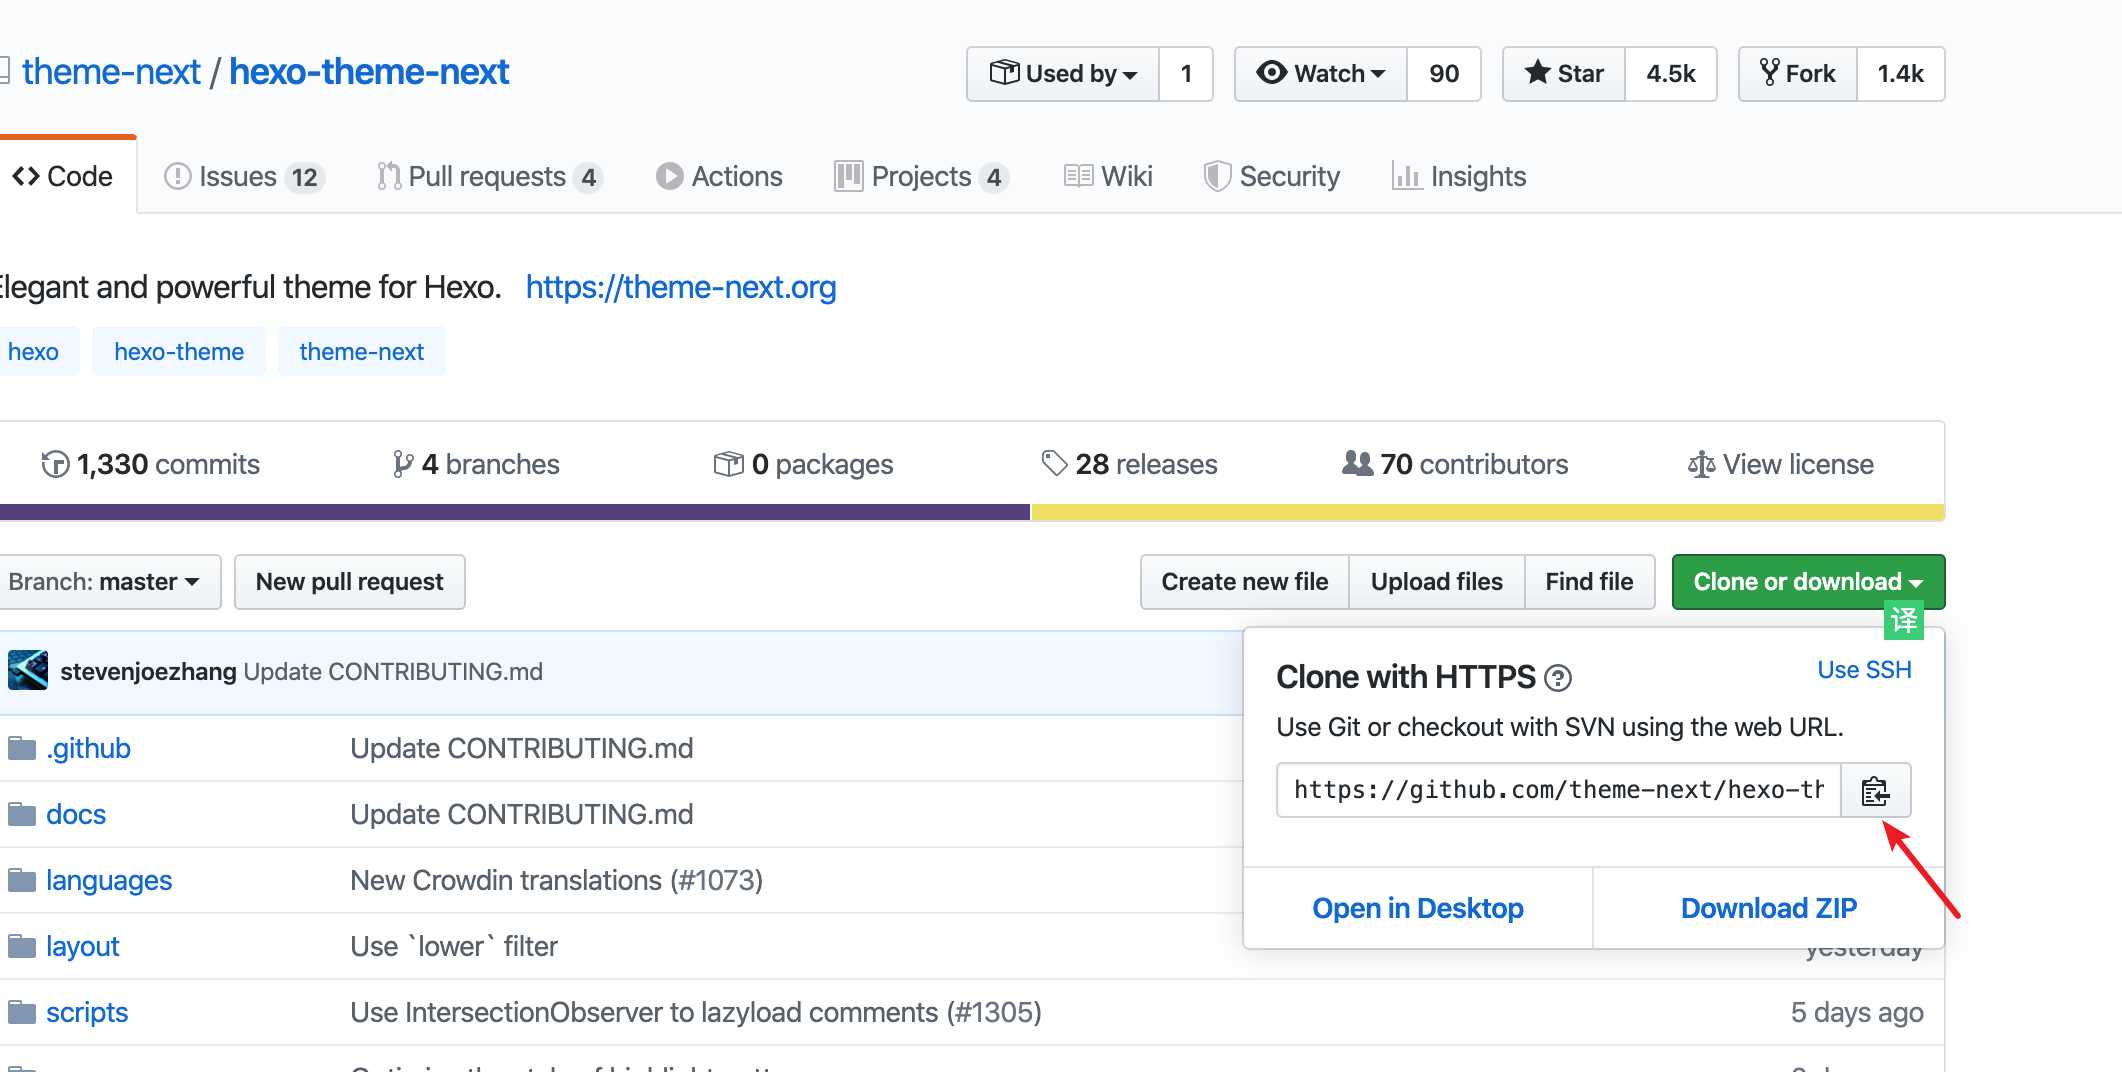 theme-next / hexo-theme-next
Used by 1 Watch 90 Star 4.5k Fork 1.4k
Code Issues 12 Pull requests 4 Actions Projects 4 Wiki Security Insights
Elegant and powerful theme for Hexo. https://theme-next.org
hexo hexo-theme theme-next
1,330 commits 4 branches 0 packages 28 releases 70 contributors View license
Branch: master New pull request Create new file Upload files Find file Clone or download
译
stevenjoezhang Update CONTRIBUTING.md
Clone with HTTPS ? Use SSH
Use Git or checkout with SVN using the web URL.
https://github.com/theme-next/hexo-th
Open in Desktop Download ZIP
.github Update CONTRIBUTING.md
docs Update CONTRIBUTING.md
languages New Crowdin translations (#1073)
layout Use `lower` filter yesterday
scripts Use IntersectionObserver to lazyload comments (#1305) 5 days ago